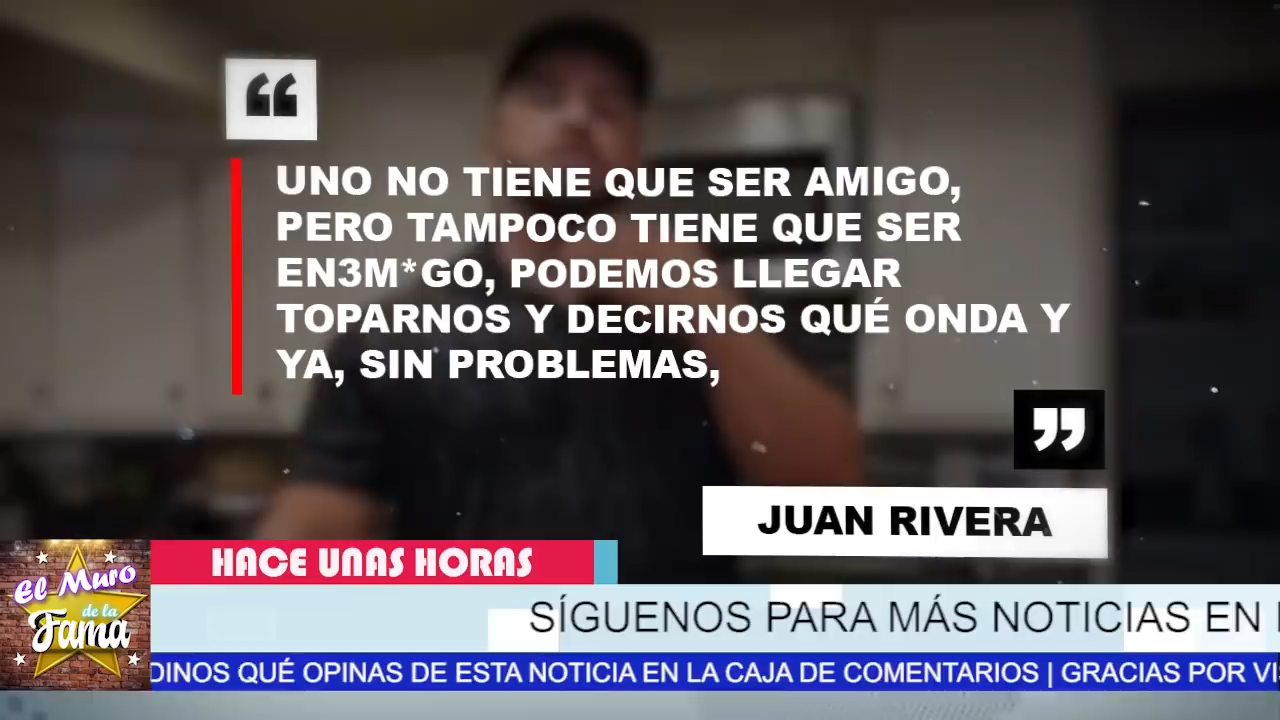 “
UNO NO TIENE QUE SER AMIGO,
PERO TAMPOCO TIENE QUE SER
EN3M*GO, PODEMOS LLEGAR
TOPARNOS Y DECIRNOS QUÉ ONDA Y
YA, SIN PROBLEMAS,
”
JUAN RIVERA
HACE UNAS HORAS
El Muro
de la
Fama
SÍGUENOS PARA MÁS NOTICIAS EN
DINOS QUÉ OPINAS DE ESTA NOTICIA EN LA CAJA DE COMENTARIOS | GRACIAS POR